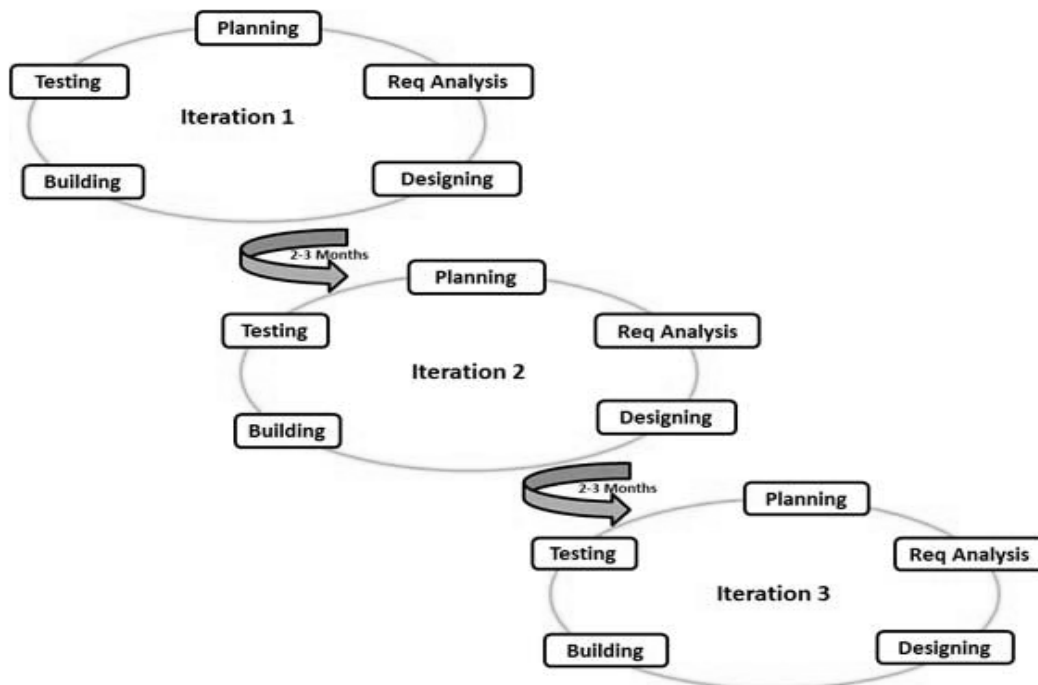 Planning
Testing
Req Analysis
Iteration 1
Building
Designing
2-3 Months
Planning
Testing
Req Analysis
Iteration 2
Building
Designing
2-3 Months
Planning
Testing
Req Analysis
Iteration 3
Building
Designing